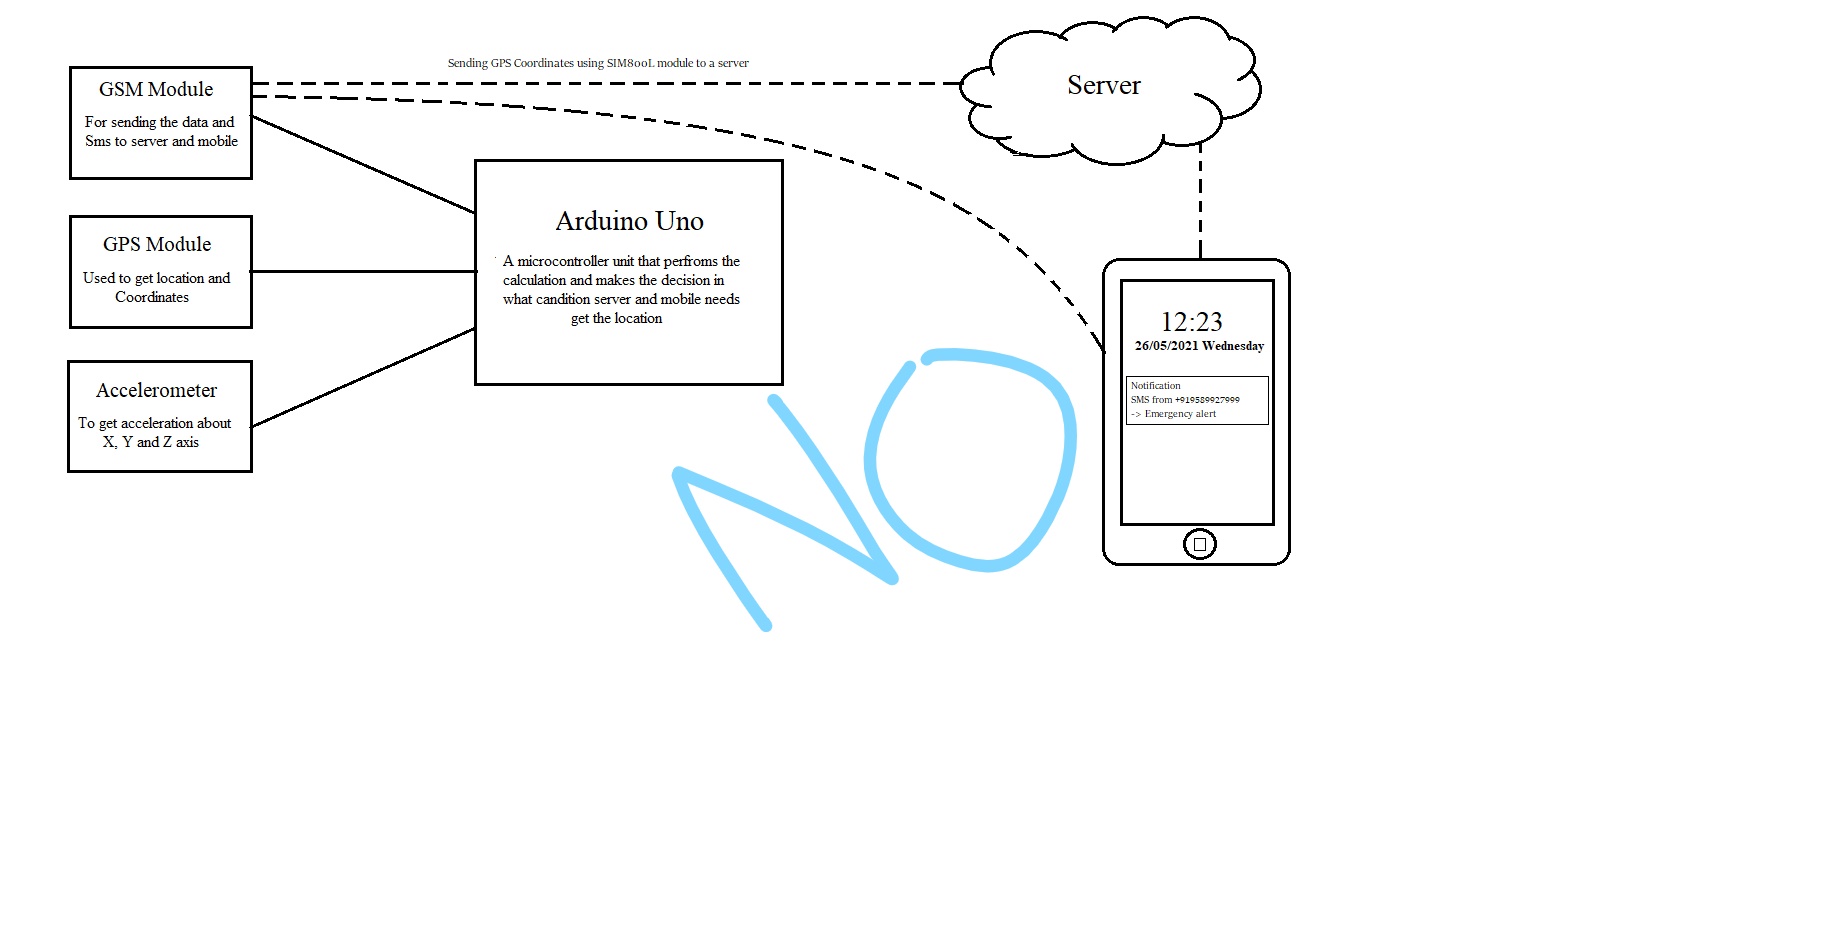 Sending GPS Coordinates using SIM800L module to a server
GSM Module
For sending the data and
Sms to server and mobile
Server
Arduino Uno
A microcontroller unit that perfroms the
calculation and makes the decision in
what candition server and mobile needs
get the location
GPS Module
Used to get location and
Coordinates
Accelerometer
To get acceleration about
X, Y and Z axis
12:23
26/05/2021 Wednesday
Notification
SMS from +919589927999
-> Emergency alert
NO